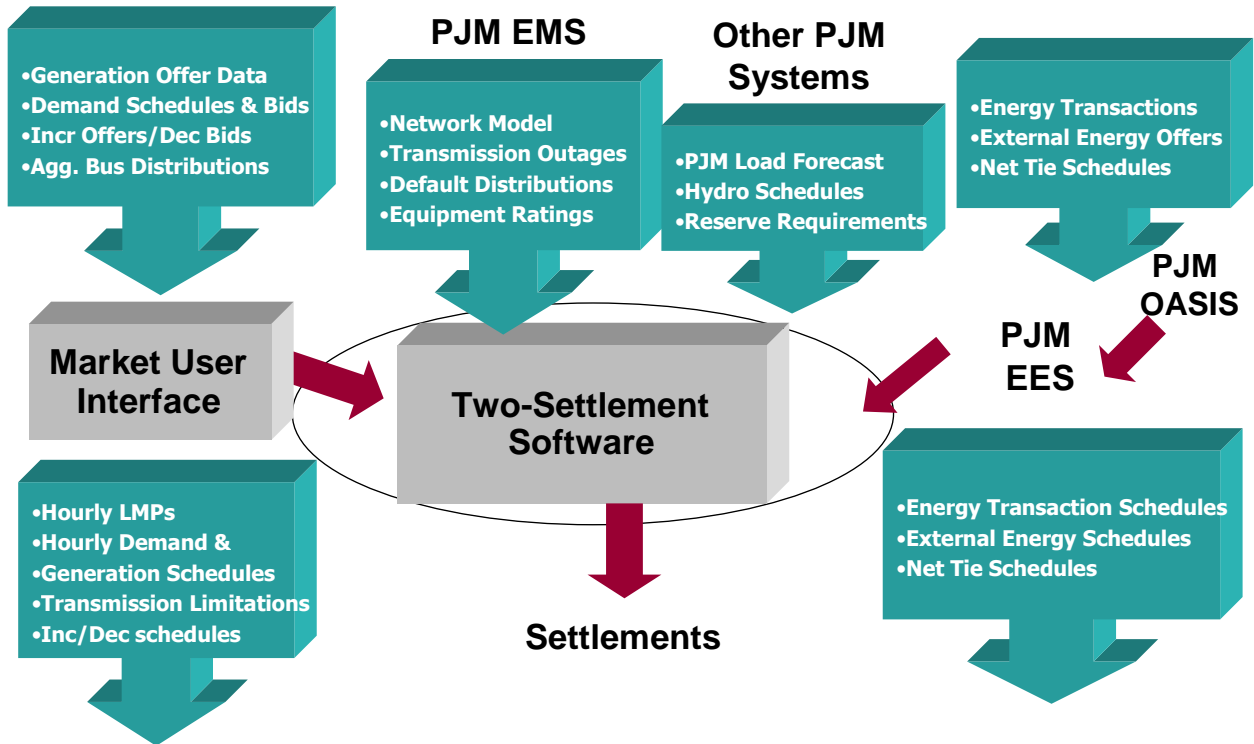 •Generation Offer Data
•Demand Schedules & Bids
•Incr Offers/Dec Bids
•Agg. Bus Distributions
PJM EMS
•Network Model
•Transmission Outages
•Default Distributions
•Equipment Ratings
Other PJM
Systems
•PJM Load Forecast
•Hydro Schedules
•Reserve Requirements
•Energy Transactions
•External Energy Offers
•Net Tie Schedules
PJM
OASIS
PJM
EES
Market User
Interface
Two-Settlement
Software
•Hourly LMPs
•Hourly Demand &
•Generation Schedules
•Transmission Limitations
•Inc/Dec schedules
Settlements
•Energy Transaction Schedules
•External Energy Schedules
•Net Tie Schedules